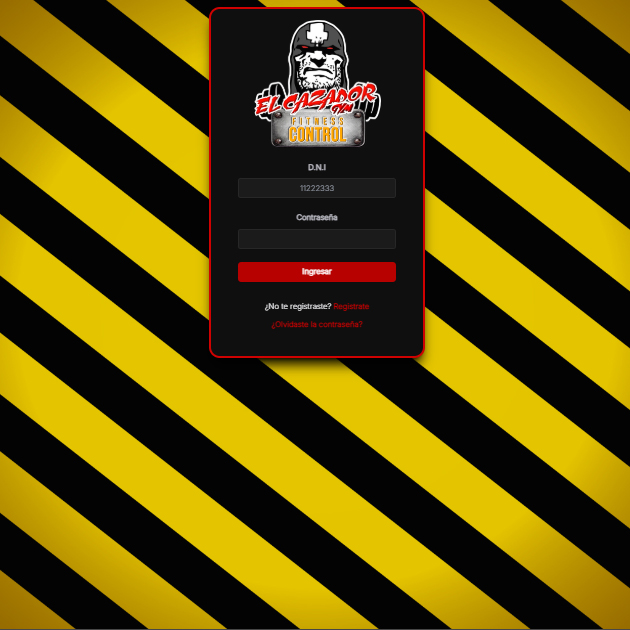 EL CAZADOR
GYM
FITNESS
CONTROL
D.N.I
11222333
Contraseña
Ingresar
¿No te registraste? Registrate
¿Olvidaste la contraseña?